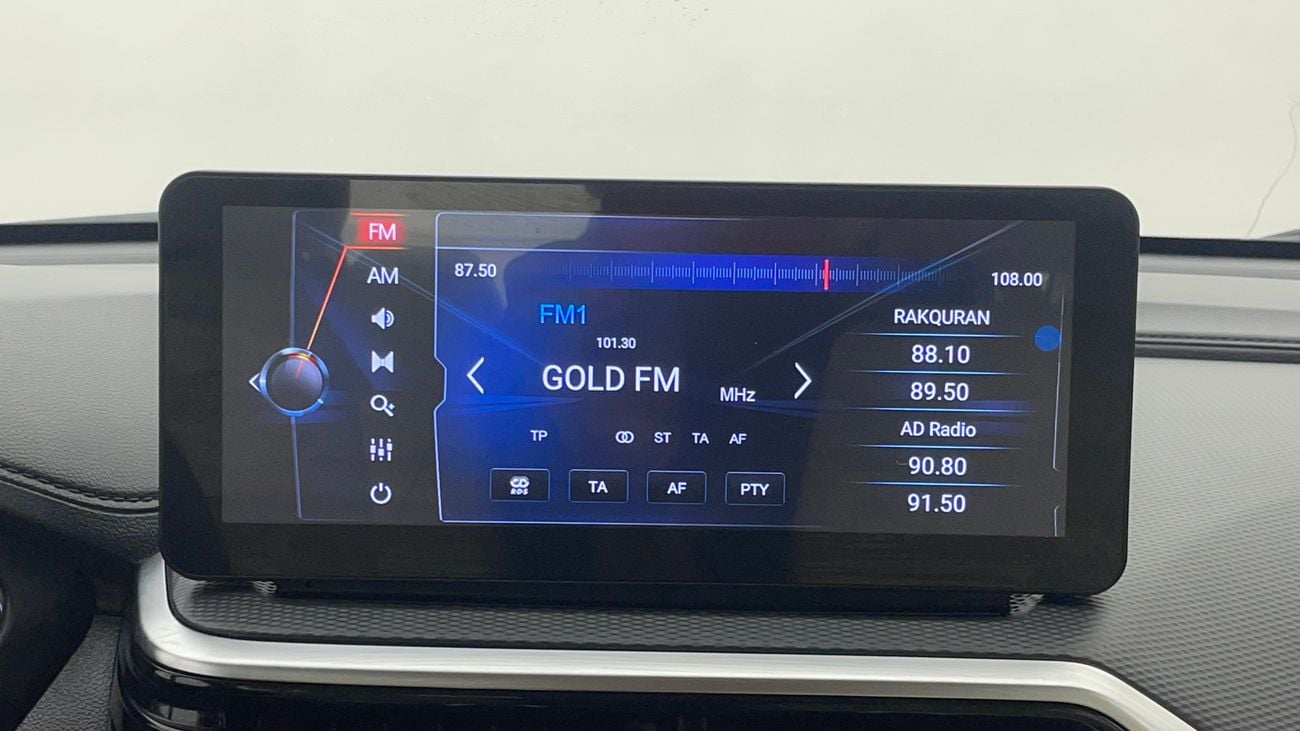 FM
AM
87.50
108.00
FM1
101.30
GOLD FM
MHz
TP
ST
TA
AF
RDS
TA
AF
PTY
RAKQURAN
88.10
89.50
AD Radio
90.80
91.50